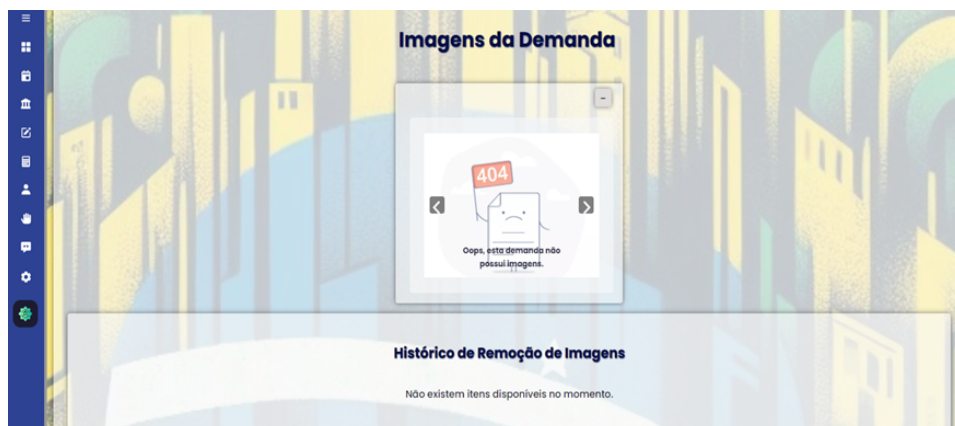 Imagens da Demanda
-
404
Oops, esta demanda não
possui imagens.
Histórico de Remoção de Imagens
Não existem itens disponíveis no momento.